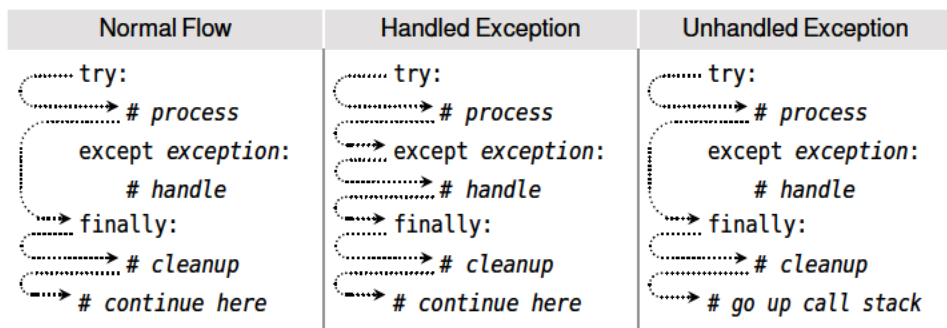 Normal Flow
try:
# process
except exception:
# handle
finally:
# cleanup
# continue here
Handled Exception
try:
# process
except exception:
# handle
finally:
# cleanup
# continue here
Unhandled Exception
try:
# process
except exception:
# handle
finally:
# cleanup
# go up call stack